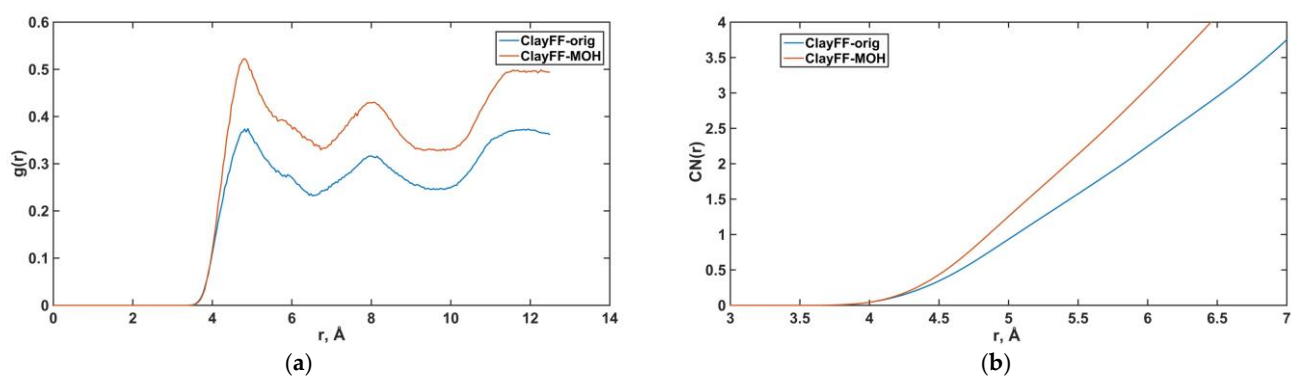 0.6
0.5
0.4
0.3
0.2
0.1
0
g(r)
ClayFF-orig
ClayFF-MOH
0 2 4 6 8 10 12 14
r, Å
(a)
4
3.5
3
2.5
2
1.5
1
0.5
0
CN(r)
ClayFF-orig
ClayFF-MOH
3 3.5 4 4.5 5 5.5 6 6.5 7
r, Å
(b)